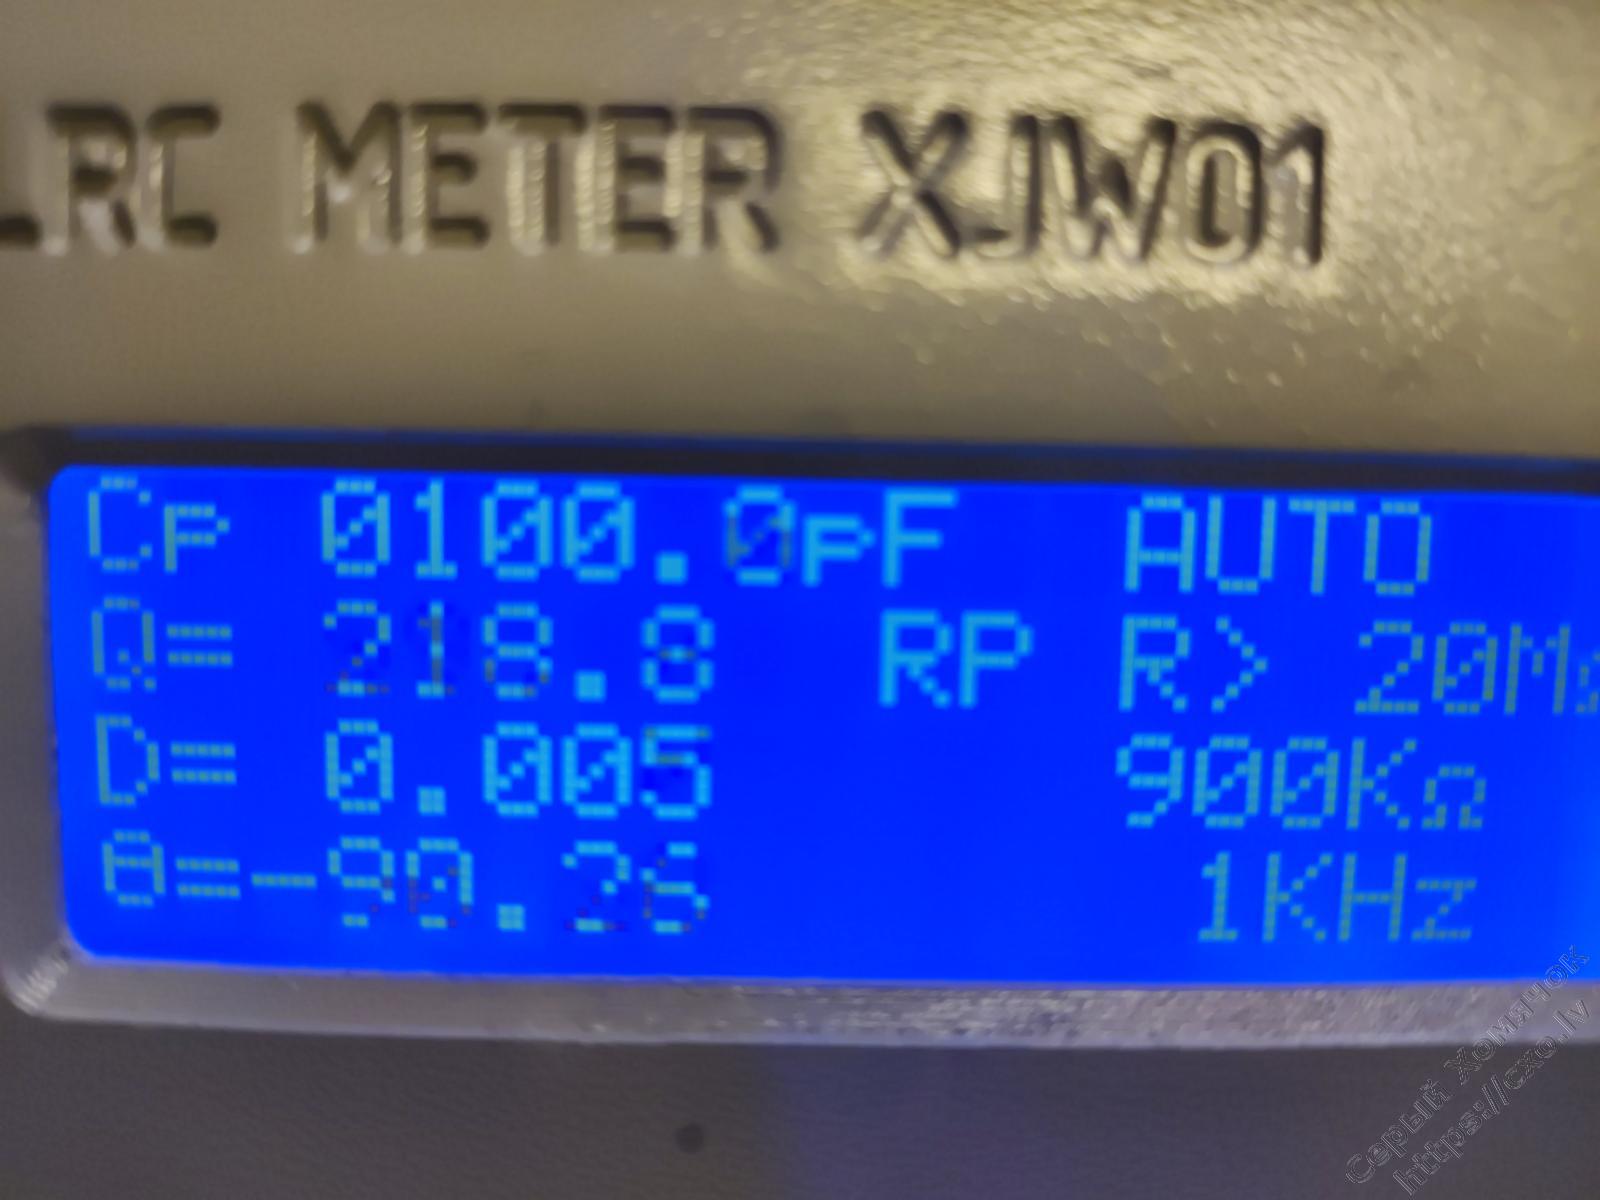 LRC METER XJW01
Cp 0100.0pF AUTO
Q= 218.8 RP R> 20M
D= 0.005 900KΩ
θ=-90.26 1KHz
Серый Хомячок
https://cxo.lv